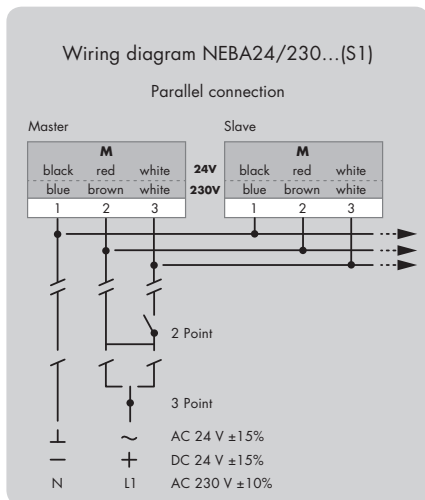 Wiring diagram NEBA24/230...(S1)
Parallel connection
Master Slave
M M
black red white 24V black red white
blue brown white 230V blue brown white
1 2 3 1 2 3
2 Point
3 Point
⊥ ~ AC 24 V ±15%
− + DC 24 V ±15%
N L1 AC 230 V ±10%